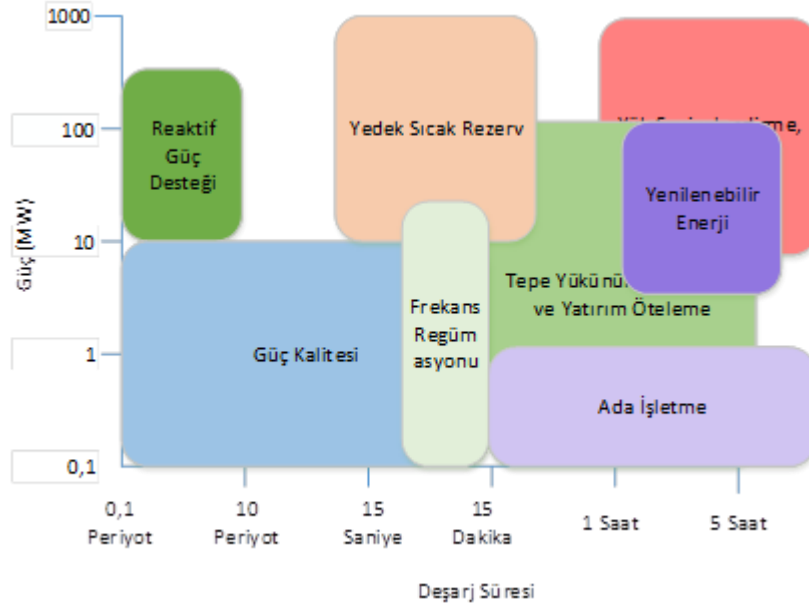 1000
100
10
1
0,1
Güç (MW)
Reaktif
Güç
Desteği
Yedek Sıcak Rezerv
Yenilenebilir
Enerji
Tepe
ve Yatırım Öteleme
Frekans
Regüm
asyonu
Güç Kalitesi
Ada İşletme
0,1
Periyot
10
Periyot
15
Saniye
15
Dakika
1 Saat
5 Saat
Deşarj Süresi